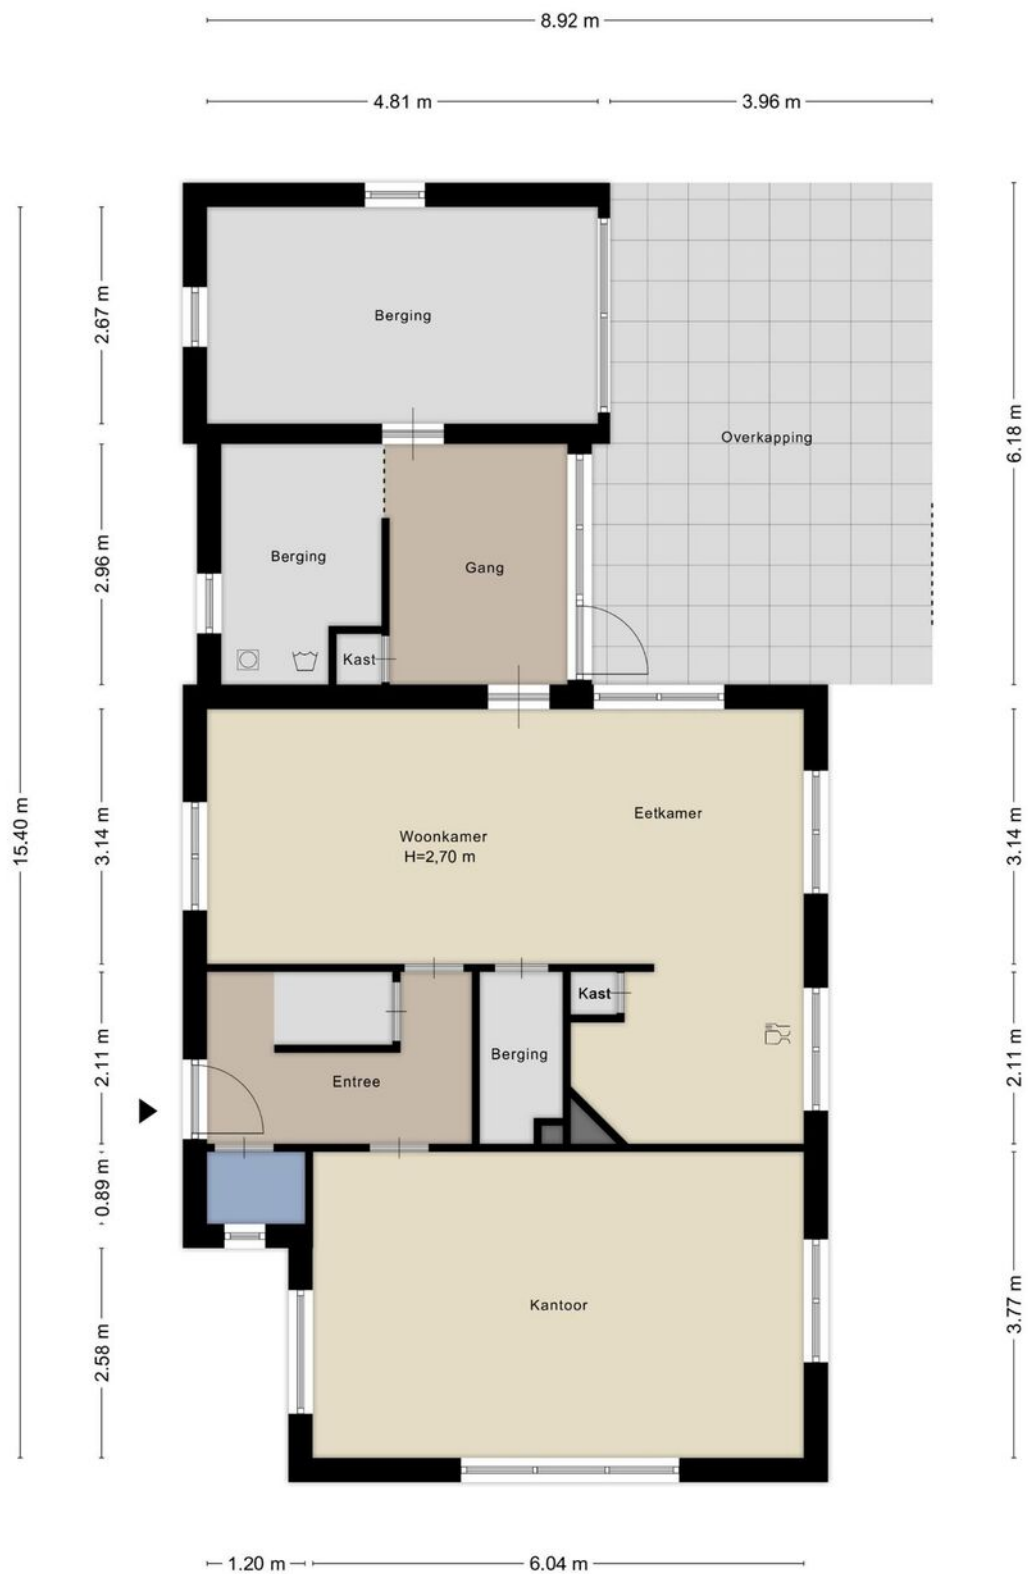 8.92 m
4.81 m
3.96 m
2.67 m
Berging
6.18 m
Overkapping
2.96 m
Berging
Gang
Kast
15.40 m
3.14 m
Eetkamer
Woonkamer
H=2,70 m
3.14 m
Kast
2.11 m
Berging
2.11 m
Entree
0.89 m
Kantoor
3.77 m
2.58 m
1.20 m
6.04 m